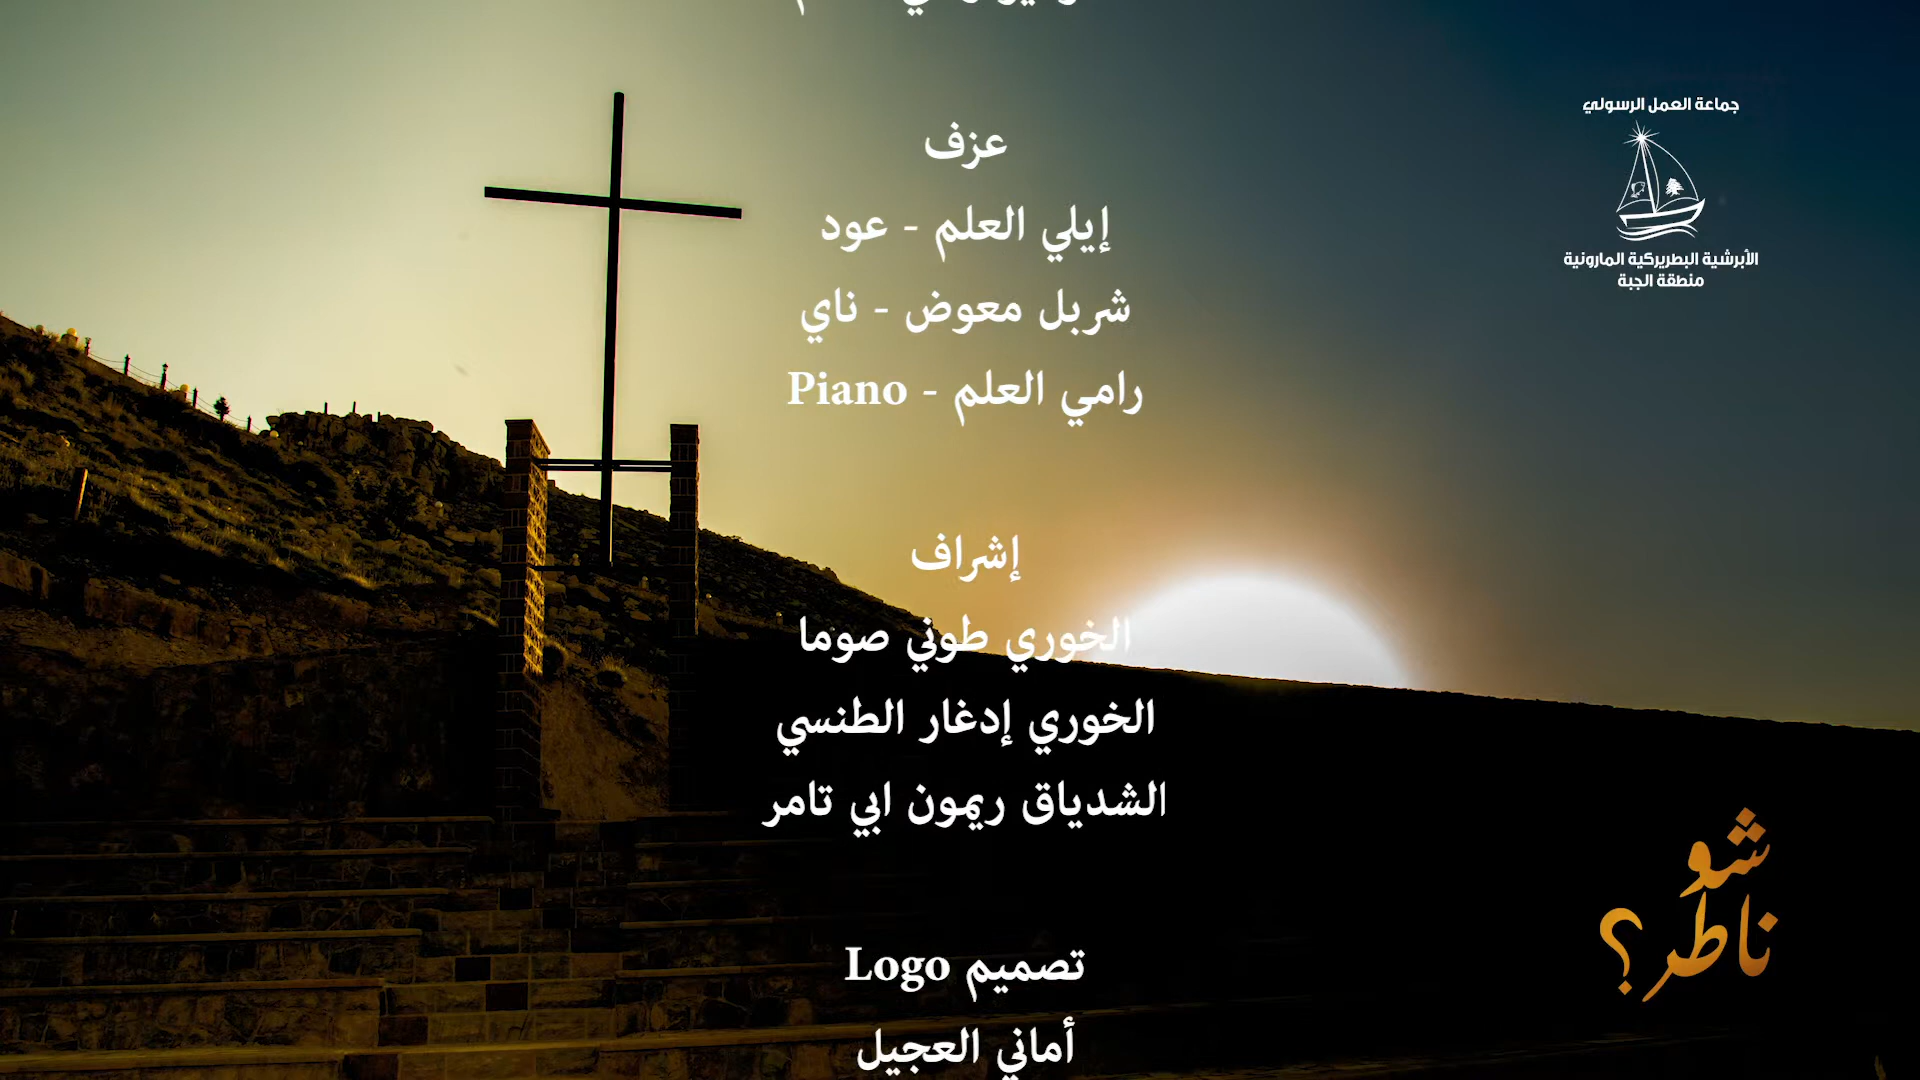 عزف
إيلي العلم - عود
شربل معوض - ناي
رامي العلم - Piano
إشراف
الخوري طوني صوما
الخوري إدغار الطنسي
الشدياق ريمون ابي تامر
تصميم Logo
أماني العجيل
جماعة العمل الرسولي
الأبرشية البطريركية المارونية
منطقة الجبة
شو
ناطر؟